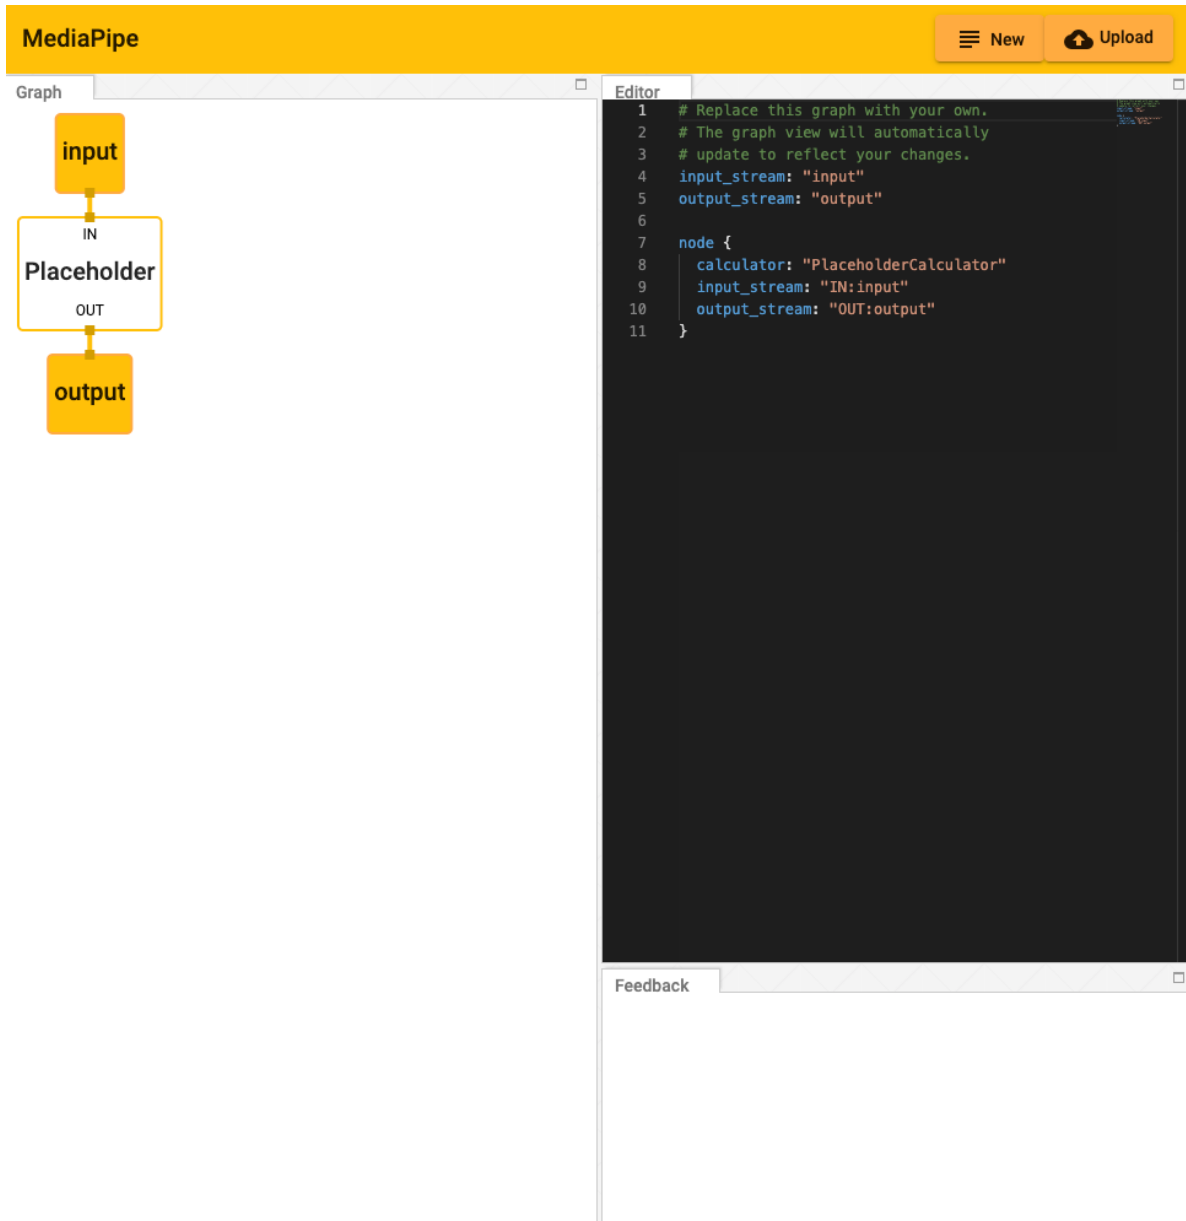 MediaPipe
New
Upload
Graph
input
IN
Placeholder
OUT
output
Editor
1 # Replace this graph with your own.
2 # The graph view will automatically
3 # update to reflect your changes.
4 input_stream: "input"
5 output_stream: "output"
6
7 node {
8   calculator: "PlaceholderCalculator"
9   input_stream: "IN:input"
10   output_stream: "OUT:output"
11 }
Feedback